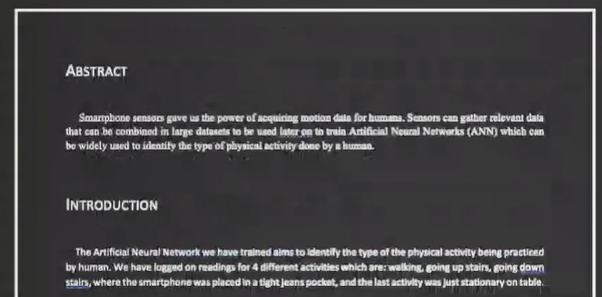 ABSTRACT
Smartphone sensors gave us the power of acquiring motion data for humans. Sensors can gather relevant data
that can be combined in large datasets to be used later on to train Artificial Neural Networks (ANN) which can
be widely used to identify the type of physical activity done by a human.
INTRODUCTION
The Artificial Neural Network we have trained aims to identify the type of the physical activity being practiced
by human. We have logged on readings for 4 different activities which are: walking, going up stairs, going down
stairs, where the smartphone was placed in a tight jeans pocket, and the last activity was just stationary on table.